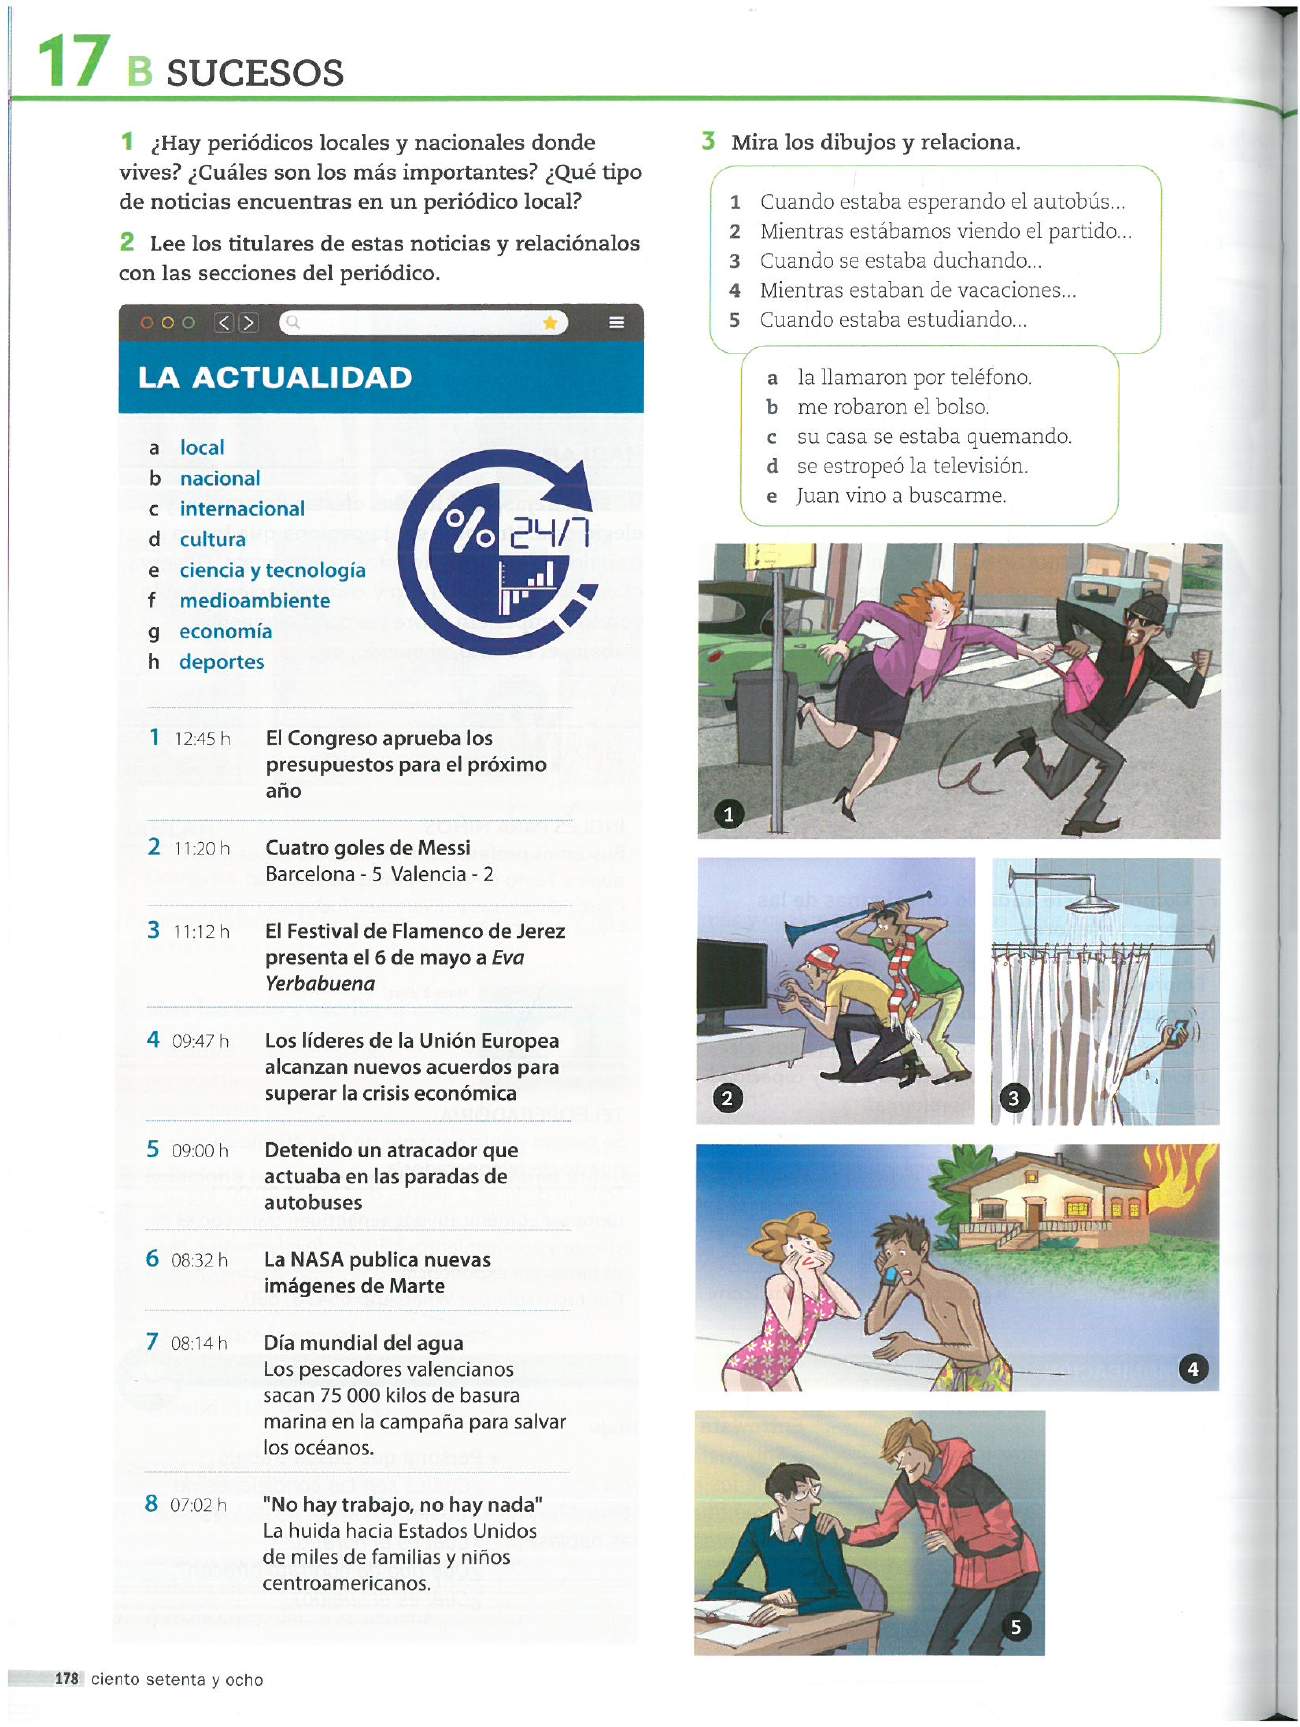 17 B SUCESOS
1 ¿Hay periódicos locales y nacionales donde
vives? ¿Cuáles son los más importantes? ¿Qué tipo
de noticias encuentras en un periódico local?
2 Lee los titulares de estas noticias y relaciónalos
con las secciones del periódico.
LA ACTUALIDAD
a local
b nacional
c internacional
d cultura
e ciencia y tecnología
f medioambiente
g economía
h deportes
% 24/7
1 12:45 h El Congreso aprueba los
presupuestos para el próximo
año
2 11:20 h Cuatro goles de Messi
Barcelona - 5 Valencia - 2
3 11:12 h El Festival de Flamenco de Jerez
presenta el 6 de mayo a Eva
Yerbabuena
4 09:47 h Los líderes de la Unión Europea
alcanzan nuevos acuerdos para
superar la crisis económica
5 09:00 h Detenido un atracador que
actuaba en las paradas de
autobuses
6 08:32 h La NASA publica nuevas
imágenes de Marte
7 08:14 h Día mundial del agua
Los pescadores valencianos
sacan 75 000 kilos de basura
marina en la campaña para salvar
los océanos.
8 07:02 h "No hay trabajo, no hay nada"
La huida hacia Estados Unidos
de miles de familias y niños
centroamericanos.
3 Mira los dibujos y relaciona.
1 Cuando estaba esperando el autobús...
2 Mientras estábamos viendo el partido...
3 Cuando se estaba duchando...
4 Mientras estaban de vacaciones...
5 Cuando estaba estudiando...
a la llamaron por teléfono.
b me robaron el bolso.
c su casa se estaba quemando.
d se estropeó la televisión.
e Juan vino a buscarme.
1
2
3
4
5
178 ciento setenta y ocho